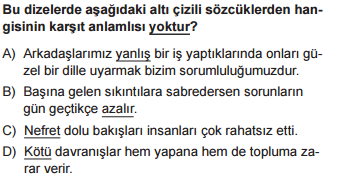 Bu dizelerde aşağıdaki altı çizili sözcüklerden han-
gisinin karşıt anlamlısı yoktur?
A) Arkadaşlarımız yanlış bir iş yaptıklarında onları gü-
zel bir dille uyarmak bizim sorumluluğumuzdur.
B) Başına gelen sıkıntılara sabredersen sorunların
gün geçtikçe azalır.
C) Nefret dolu bakışları insanları çok rahatsız etti.
D) Kötü davranışlar hem yapana hem de topluma za-
rar verir.